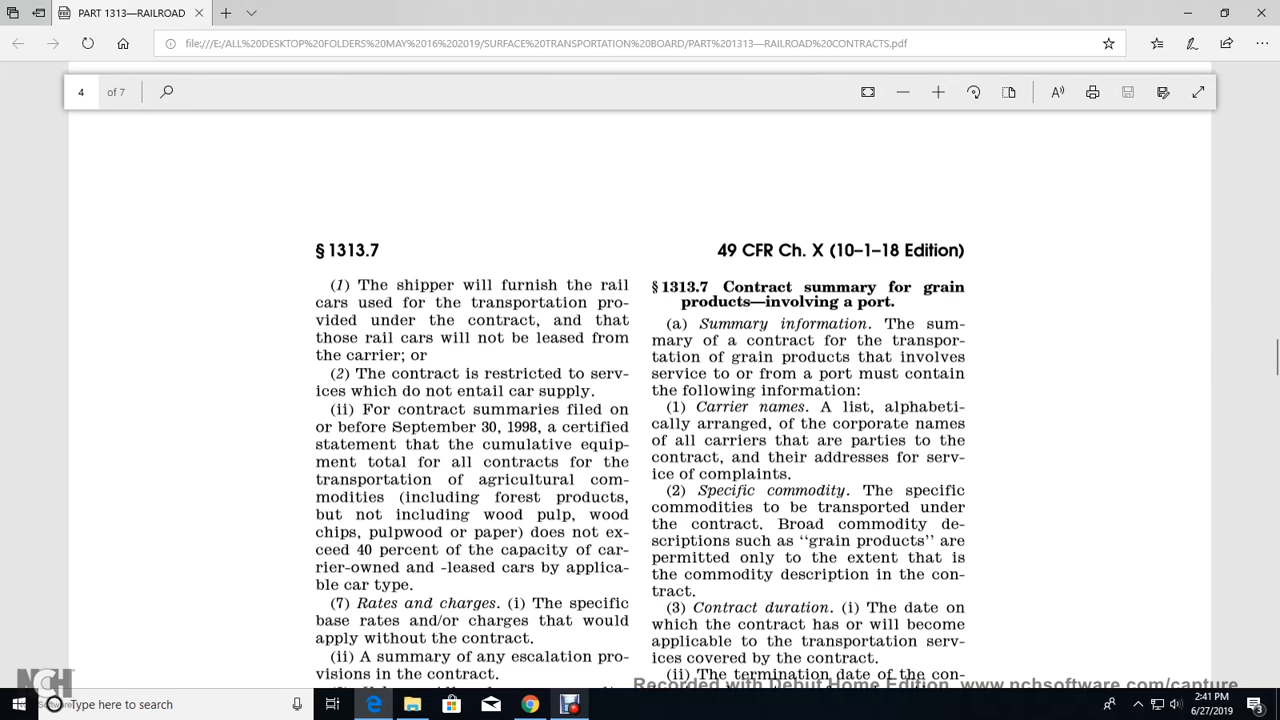 PART 1313—RAILROAD
file:///E:/ALL%20DESKTOP%20FOLDERS%20MAY%2016%202019/SURFACE%20TRANSPORTATION%20BOARD/PART%201313—RAILROAD%20CONTRACTS.pdf
4 of 7
§ 1313.7
(1) The shipper will furnish the rail
cars used for the transportation pro-
vided under the contract, and that
those rail cars will not be leased from
the carrier; or
(2) The contract is restricted to serv-
ices which do not entail car supply.
(ii) For contract summaries filed on
or before September 30, 1998, a certified
statement that the cumulative equip-
ment total for all contracts for the
transportation of agricultural com-
modities (including forest products,
but not including wood pulp, wood
chips, pulpwood or paper) does not ex-
ceed 40 percent of the capacity of car-
rier-owned and -leased cars by applica-
ble car type.
(7) Rates and charges. (i) The specific
base rates and/or charges that would
apply without the contract.
(ii) A summary of any escalation pro-
visions in the contract.
49 CFR Ch. X (10–1–18 Edition)
§ 1313.7 Contract summary for grain
products—involving a port.
(a) Summary information. The sum-
mary of a contract for the transpor-
tation of grain products that involves
service to or from a port must contain
the following information:
(1) Carrier names. A list, alphabeti-
cally arranged, of the corporate names
of all carriers that are parties to the
contract, and their addresses for serv-
ice of complaints.
(2) Specific commodity. The specific
commodities to be transported under
the contract. Broad commodity de-
scriptions such as ‘‘grain products’’ are
permitted only to the extent that is
the commodity description in the con-
tract.
(3) Contract duration. (i) The date on
which the contract has or will become
applicable to the transportation serv-
ices covered by the contract.
(ii) The termination date of the con-
Recorded with Debut Home Edition. www.nchsoftware.com/capture
NCH
Software
Type here to search
2:41 PM
6/27/2019